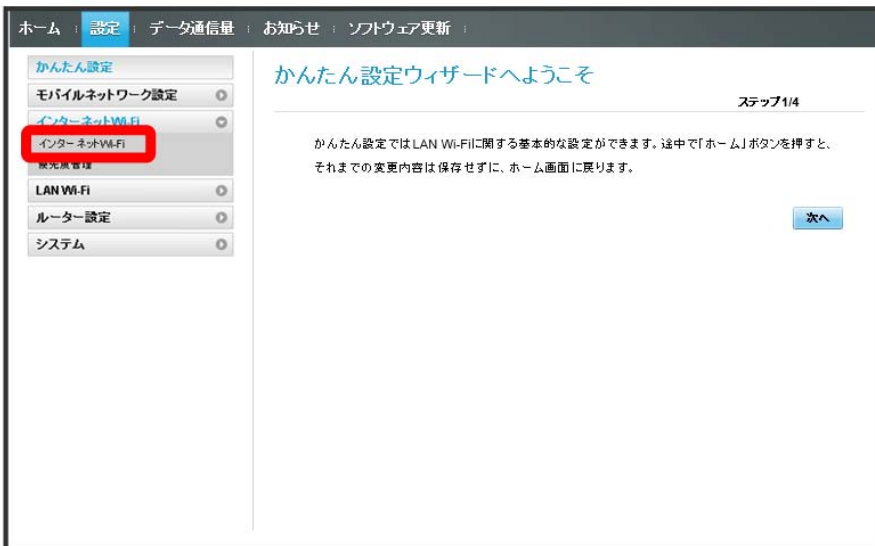 ホーム 設定 データ通信量 お知らせ ソフトウェア更新
かんたん設定
モバイルネットワーク設定
インターネットWi-Fi
インターネットWi-Fi
優先度管理
LAN Wi-Fi
ルーター設定
システム
かんたん設定ウィザードへようこそ
ステップ1/4
かんたん設定ではLAN Wi-Fiに関する基本的な設定ができます。途中で「ホーム」ボタンを押すと、
それまでの変更内容は保存せずに、ホーム画面に戻ります。
次へ